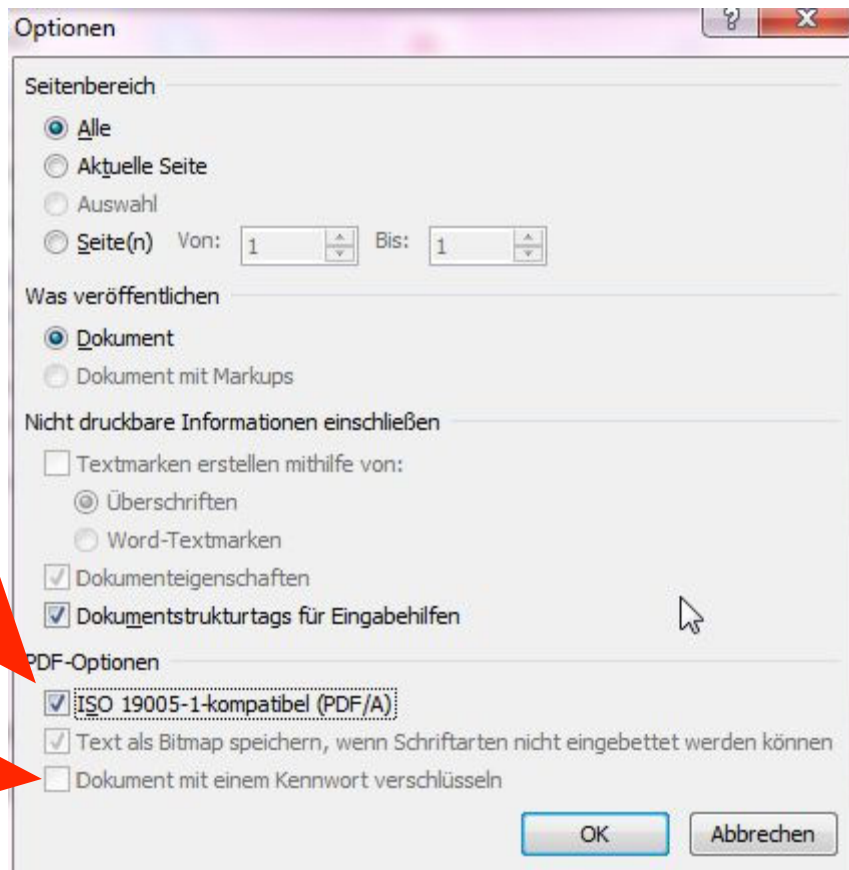 Optionen
Seitenbereich
Alle
Aktuelle Seite
Auswahl
Seite(n) Von: 1 Bis: 1
Was veröffentlichen
Dokument
Dokument mit Markups
Nicht druckbare Informationen einschließen
Textmarken erstellen mithilfe von:
Überschriften
Word-Textmarken
Dokumenteigenschaften
Dokumentstrukturtags für Eingabehilfen
PDF-Optionen
ISO 19005-1-kompatibel (PDF/A)
Text als Bitmap speichern, wenn Schriftarten nicht eingebettet werden können
Dokument mit einem Kennwort verschlüsseln
OK Abbrechen